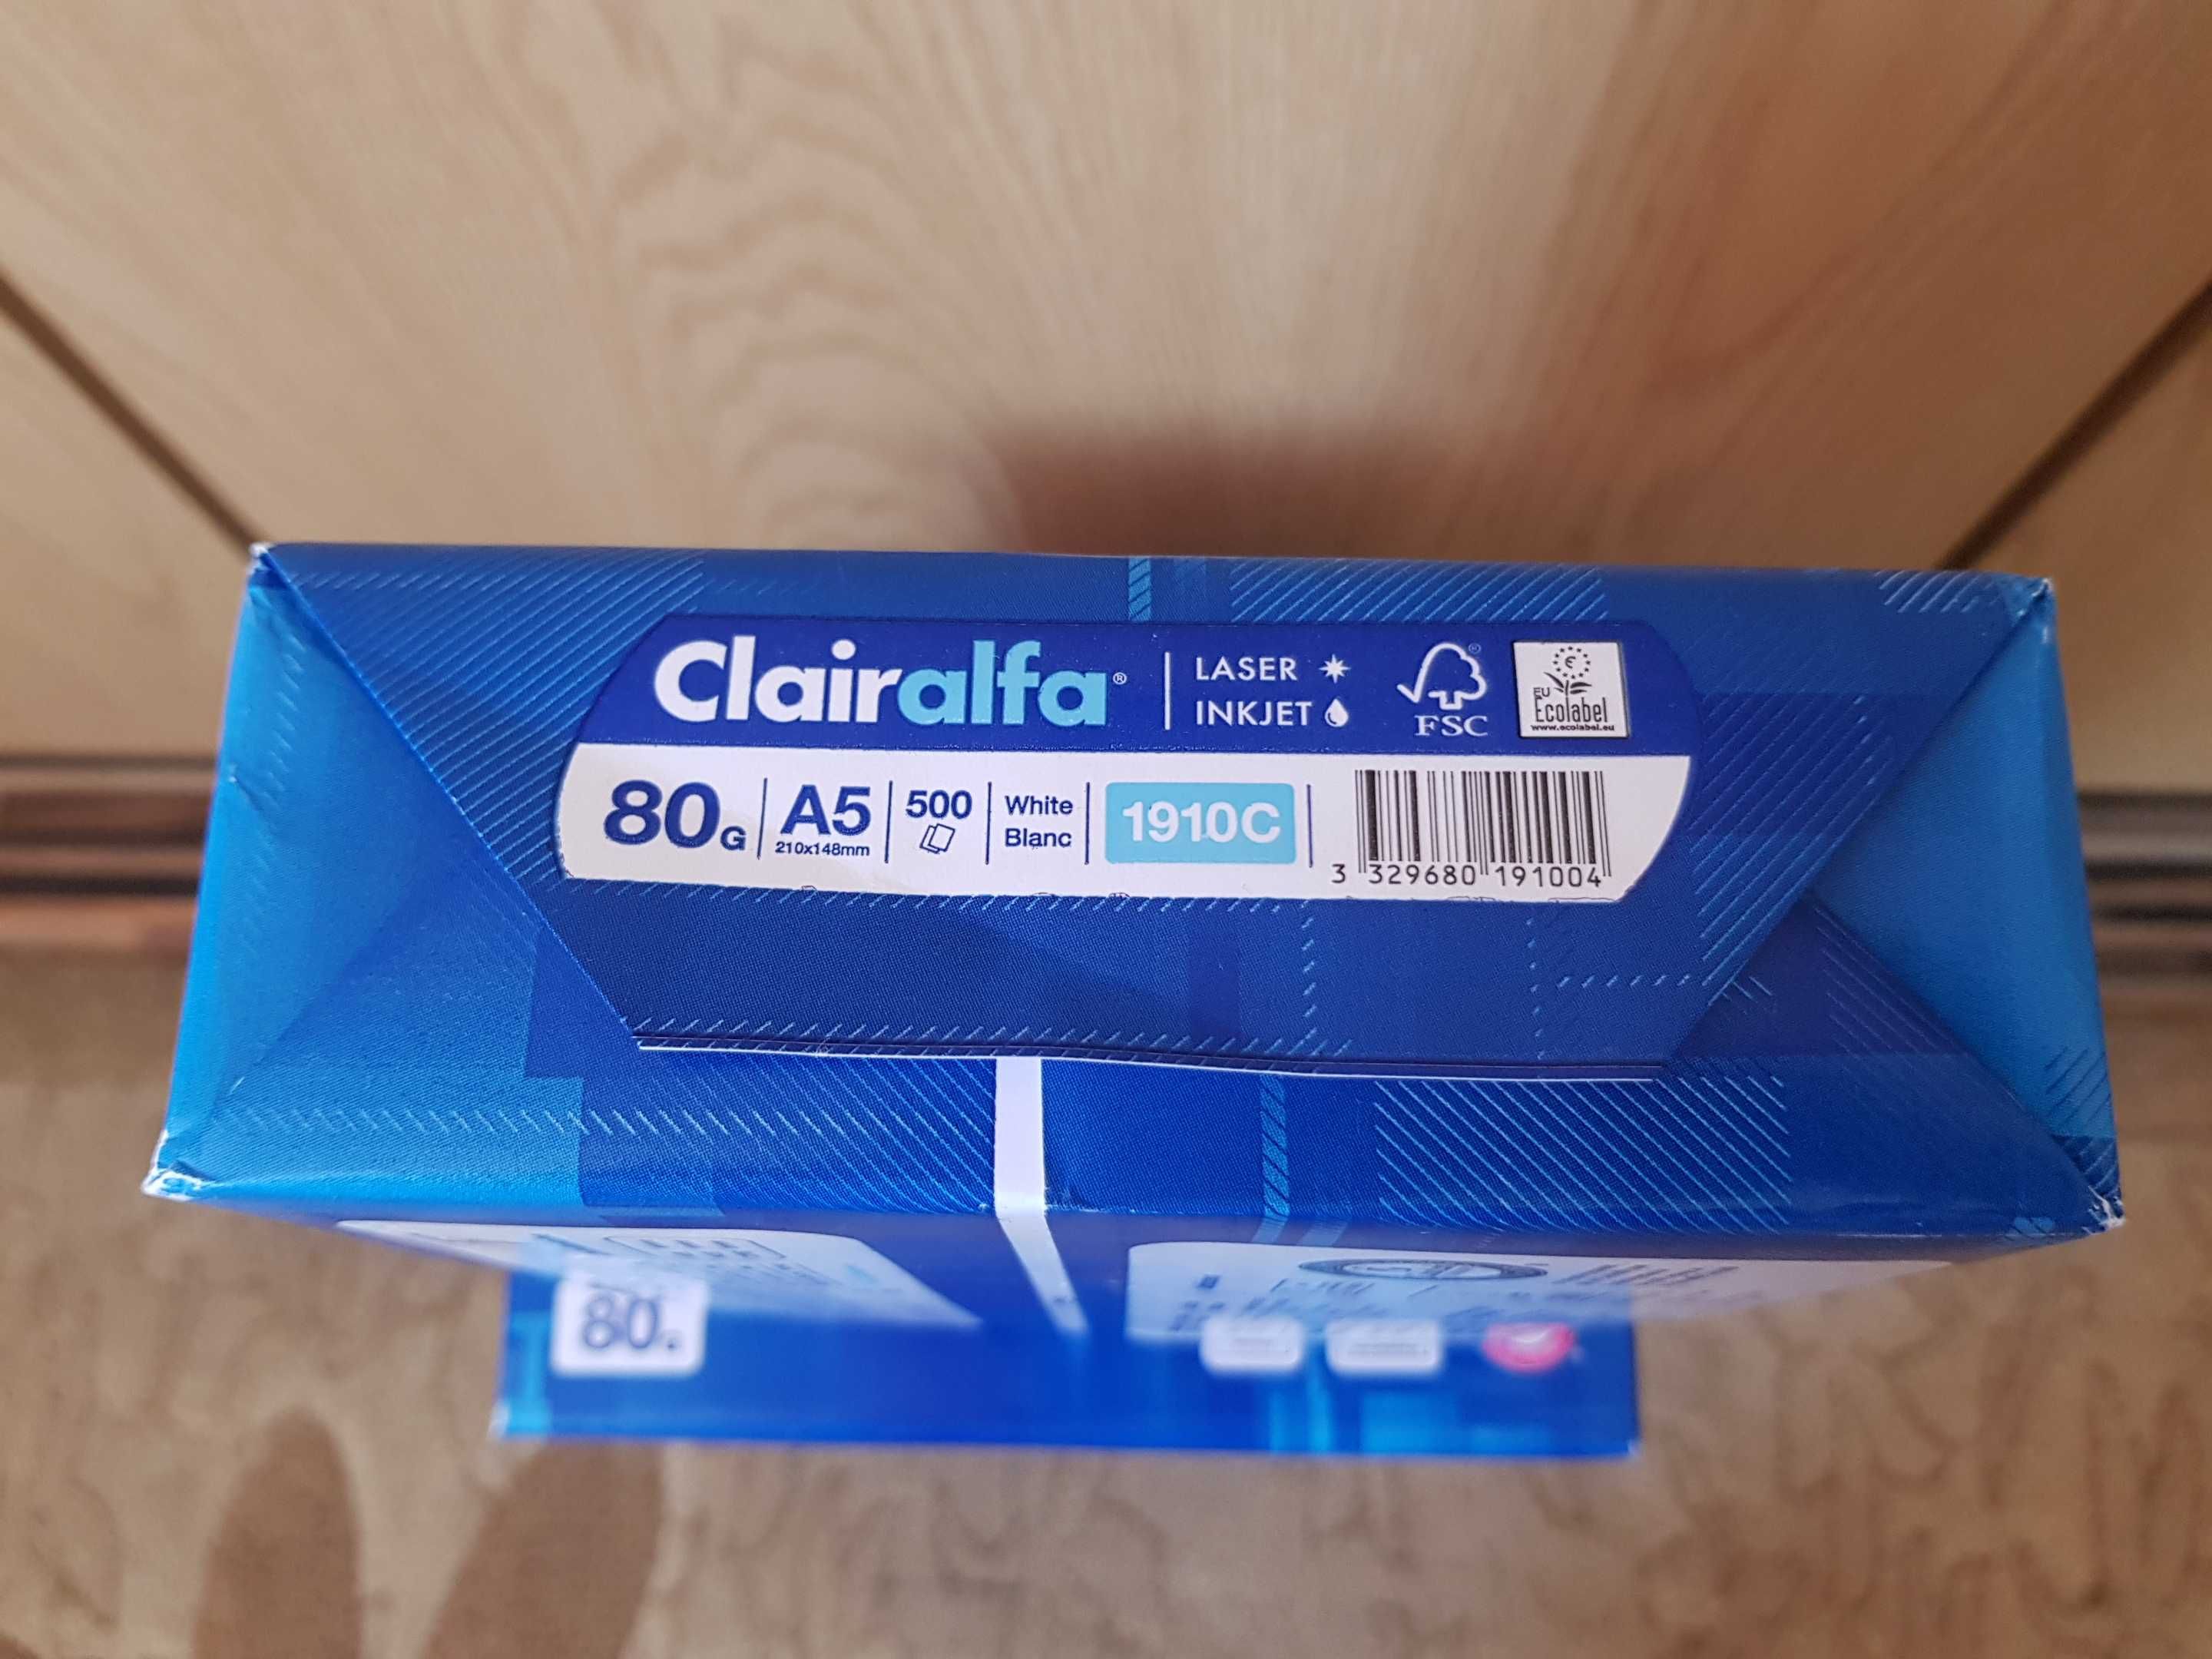 Clairalfa®
LASER
INKJET
FSC®
EU
Ecolabel
www.ecolabel.eu
80G
A5
210x148mm
500
White
Blanc
1910C
3 329680 191004
80